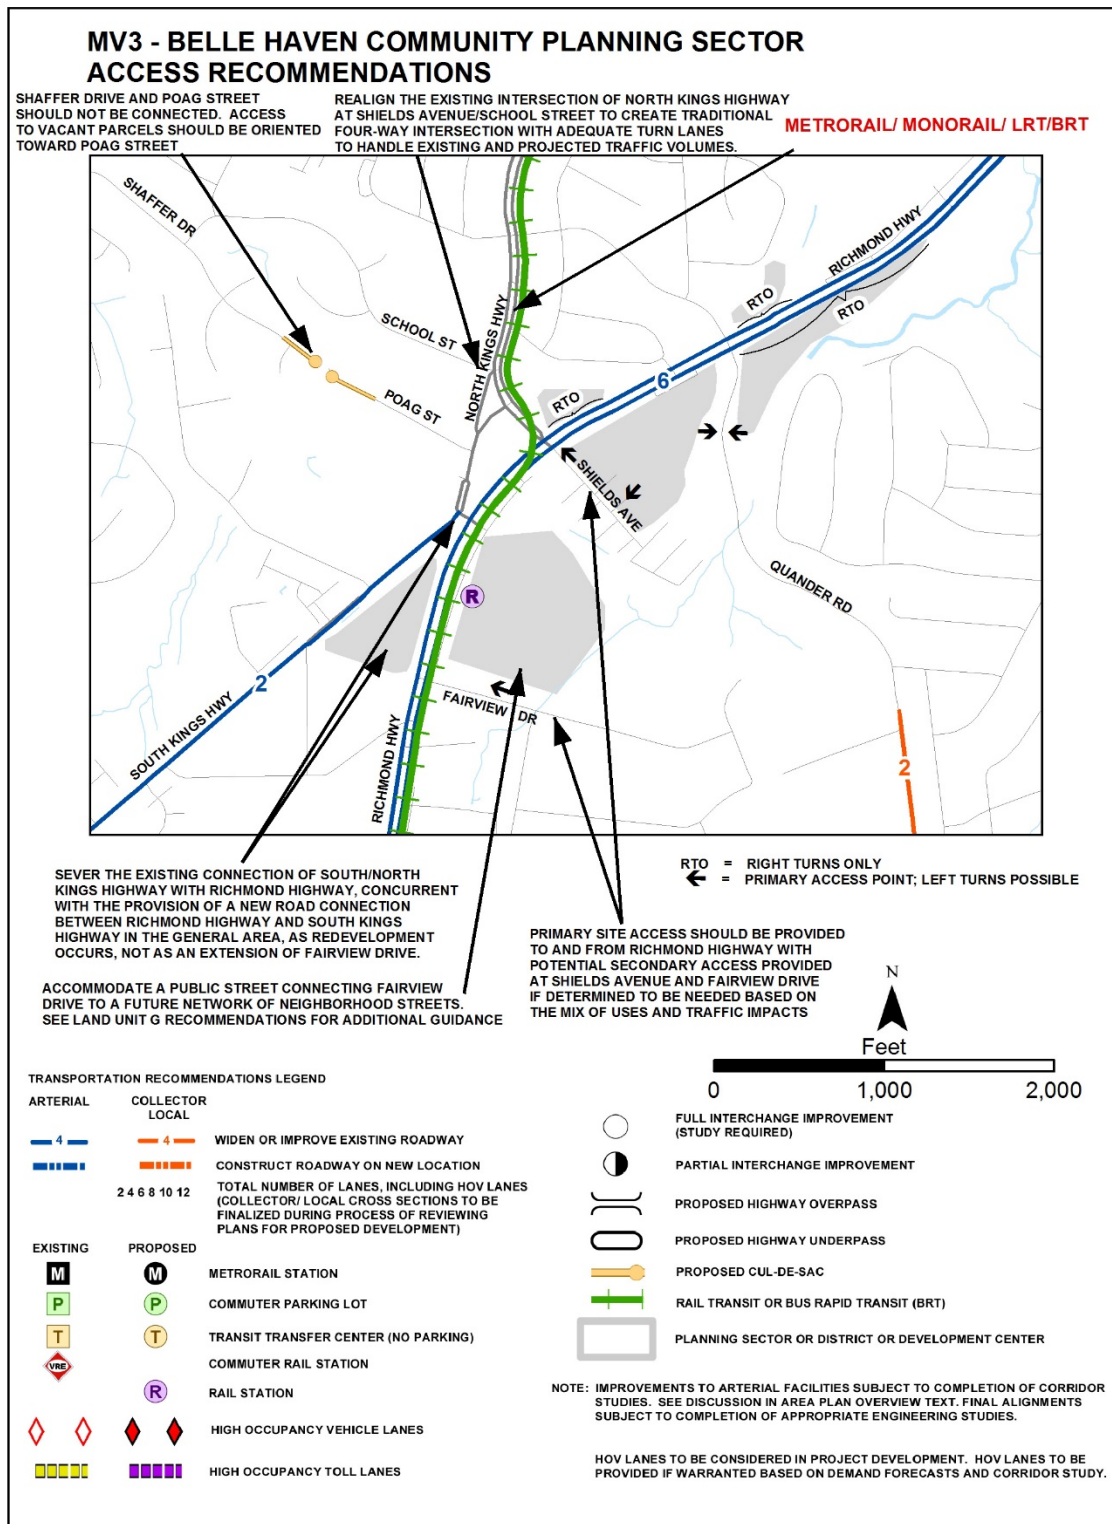 MV3 - BELLE HAVEN COMMUNITY PLANNING SECTOR
ACCESS RECOMMENDATIONS
SHAFFER DRIVE AND POAG STREET
SHOULD NOT BE CONNECTED. ACCESS
TO VACANT PARCELS SHOULD BE ORIENTED
TOWARD POAG STREET
REALIGN THE EXISTING INTERSECTION OF NORTH KINGS HIGHWAY
AT SHIELDS AVENUE/SCHOOL STREET TO CREATE TRADITIONAL
FOUR-WAY INTERSECTION WITH ADEQUATE TURN LANES
TO HANDLE EXISTING AND PROJECTED TRAFFIC VOLUMES.
METRORAIL/ MONORAIL/ LRT/BRT
SHAFFER DR
RICHMOND HWY
RTO
RTO
SCHOOL ST
NORTH KINGS HWY
6
RTO
POAG ST
SHIELDS AVE
QUANDER RD
R
2
FAIRVIEW DR
SOUTH KINGS HWY
RICHMOND HWY
2
RTO = RIGHT TURNS ONLY
= PRIMARY ACCESS POINT; LEFT TURNS POSSIBLE
SEVER THE EXISTING CONNECTION OF SOUTH/NORTH
KINGS HIGHWAY WITH RICHMOND HIGHWAY, CONCURRENT
WITH THE PROVISION OF A NEW ROAD CONNECTION
BETWEEN RICHMOND HIGHWAY AND SOUTH KINGS
HIGHWAY IN THE GENERAL AREA, AS REDEVELOPMENT
OCCURS, NOT AS AN EXTENSION OF FAIRVIEW DRIVE.
ACCOMMODATE A PUBLIC STREET CONNECTING FAIRVIEW
DRIVE TO A FUTURE NETWORK OF NEIGHBORHOOD STREETS.
SEE LAND UNIT G RECOMMENDATIONS FOR ADDITIONAL GUIDANCE
PRIMARY SITE ACCESS SHOULD BE PROVIDED
TO AND FROM RICHMOND HIGHWAY WITH
POTENTIAL SECONDARY ACCESS PROVIDED
AT SHIELDS AVENUE AND FAIRVIEW DRIVE
IF DETERMINED TO BE NEEDED BASED ON
THE MIX OF USES AND TRAFFIC IMPACTS
N
Feet
0 1,000 2,000
TRANSPORTATION RECOMMENDATIONS LEGEND
ARTERIAL
COLLECTOR
LOCAL
4 4 WIDEN OR IMPROVE EXISTING ROADWAY
CONSTRUCT ROADWAY ON NEW LOCATION
2 4 6 8 10 12 TOTAL NUMBER OF LANES, INCLUDING HOV LANES
(COLLECTOR/ LOCAL CROSS SECTIONS TO BE
FINALIZED DURING PROCESS OF REVIEWING
PLANS FOR PROPOSED DEVELOPMENT)
EXISTING PROPOSED
M M METRORAIL STATION
P P COMMUTER PARKING LOT
T T TRANSIT TRANSFER CENTER (NO PARKING)
VRE COMMUTER RAIL STATION
R RAIL STATION
HIGH OCCUPANCY VEHICLE LANES
HIGH OCCUPANCY TOLL LANES
FULL INTERCHANGE IMPROVEMENT
(STUDY REQUIRED)
PARTIAL INTERCHANGE IMPROVEMENT
PROPOSED HIGHWAY OVERPASS
PROPOSED HIGHWAY UNDERPASS
PROPOSED CUL-DE-SAC
RAIL TRANSIT OR BUS RAPID TRANSIT (BRT)
PLANNING SECTOR OR DISTRICT OR DEVELOPMENT CENTER
NOTE: IMPROVEMENTS TO ARTERIAL FACILITIES SUBJECT TO COMPLETION OF CORRIDOR
STUDIES. SEE DISCUSSION IN AREA PLAN OVERVIEW TEXT. FINAL ALIGNMENTS
SUBJECT TO COMPLETION OF APPROPRIATE ENGINEERING STUDIES.
HOV LANES TO BE CONSIDERED IN PROJECT DEVELOPMENT. HOV LANES TO BE
PROVIDED IF WARRANTED BASED ON DEMAND FORECASTS AND CORRIDOR STUDY.